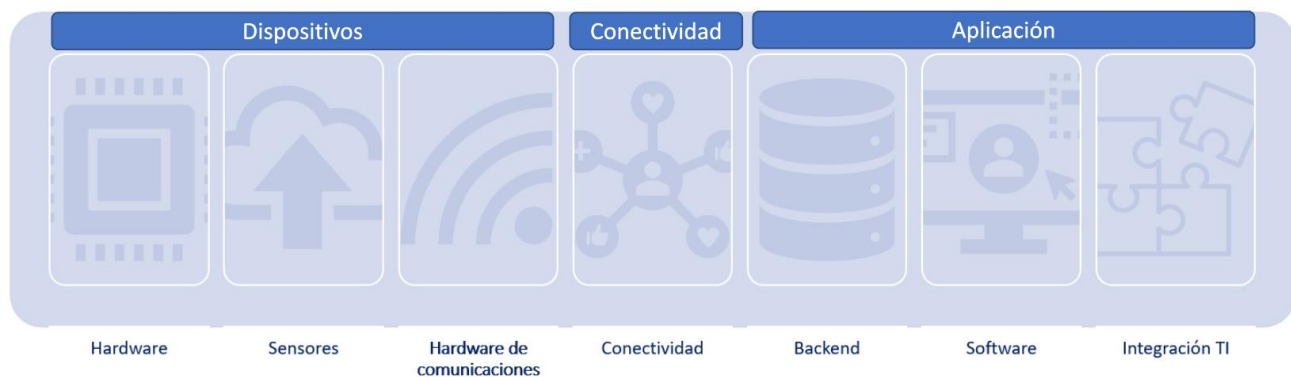 Dispositivos
Conectividad
Aplicación
Hardware
Sensores
Hardware de
comunicaciones
Conectividad
Backend
Software
Integración TI